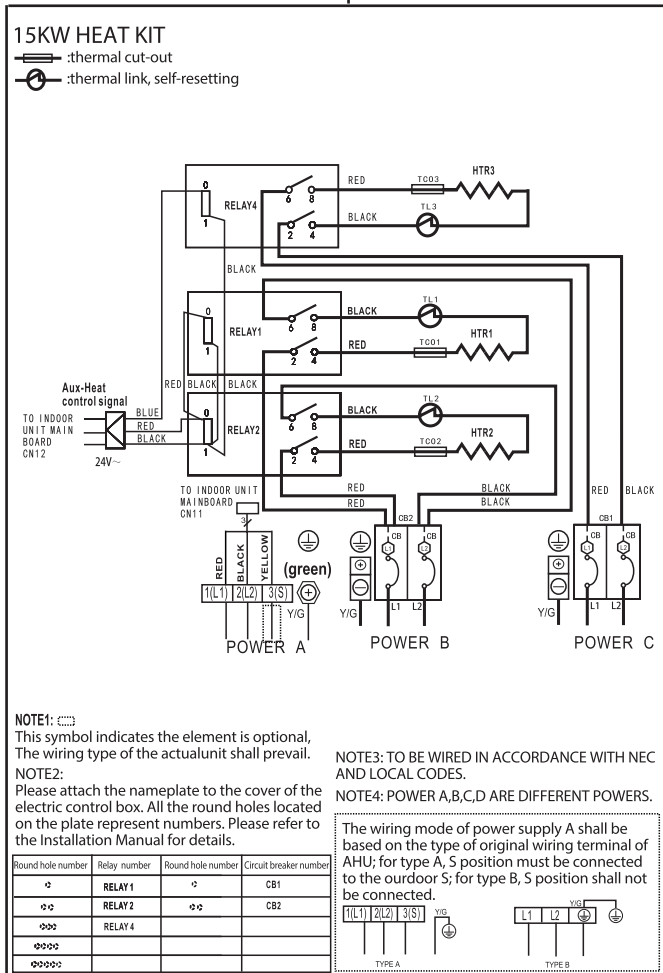 15KW HEAT KIT
:thermal cut-out
:thermal link, self-resetting
HTR3
RED TCO3
0 6 8 RELAY4
BLACK TL3
1 2 4
BLACK
0 6 8 BLACK TL1
RELAY1 HTR1
1 2 4 RED TCO1
RED BLACK BLACK
Aux-Heat
control signal
TO INDOOR
UNIT MAIN
BOARD
CN12
BLUE
RED
BLACK
24V~
0 6 8 BLACK TL2
RELAY2 HTR2
1 2 4 RED TCO2
TO INDOOR UNIT
MAINBOARD
CN11
3
RED
RED
BLACK
BLACK
RED BLACK
CB2
CB1
CB CB
L1 L2
CB CB
L1 L2
RED
BLACK
YELLOW
(green)
1(L1) 2(L2) 3(S)
Y/G
Y/G
L1 L2
Y/G
L1 L2
POWER A
POWER B
POWER C
NOTE1:
This symbol indicates the element is optional,
The wiring type of the actualunit shall prevail.
NOTE2:
Please attach the nameplate to the cover of the
electric control box. All the round holes located
on the plate represent numbers. Please refer to
the Installation Manual for details.
Round hole number Relay number Round hole number Circuit breaker number
RELAY 1 CB1
RELAY 2 CB2
RELAY 4
NOTE3: TO BE WIRED IN ACCORDANCE WITH NEC
AND LOCAL CODES.
NOTE4: POWER A,B,C,D ARE DIFFERENT POWERS.
The wiring mode of power supply A shall be
based on the type of original wiring terminal of
AHU; for type A, S position must be connected
to the ourdoor S; for type B, S position shall not
be connected.
1(L1) 2(L2) 3(S) Y/G
TYPE A
L1 L2 Y/G
TYPE B